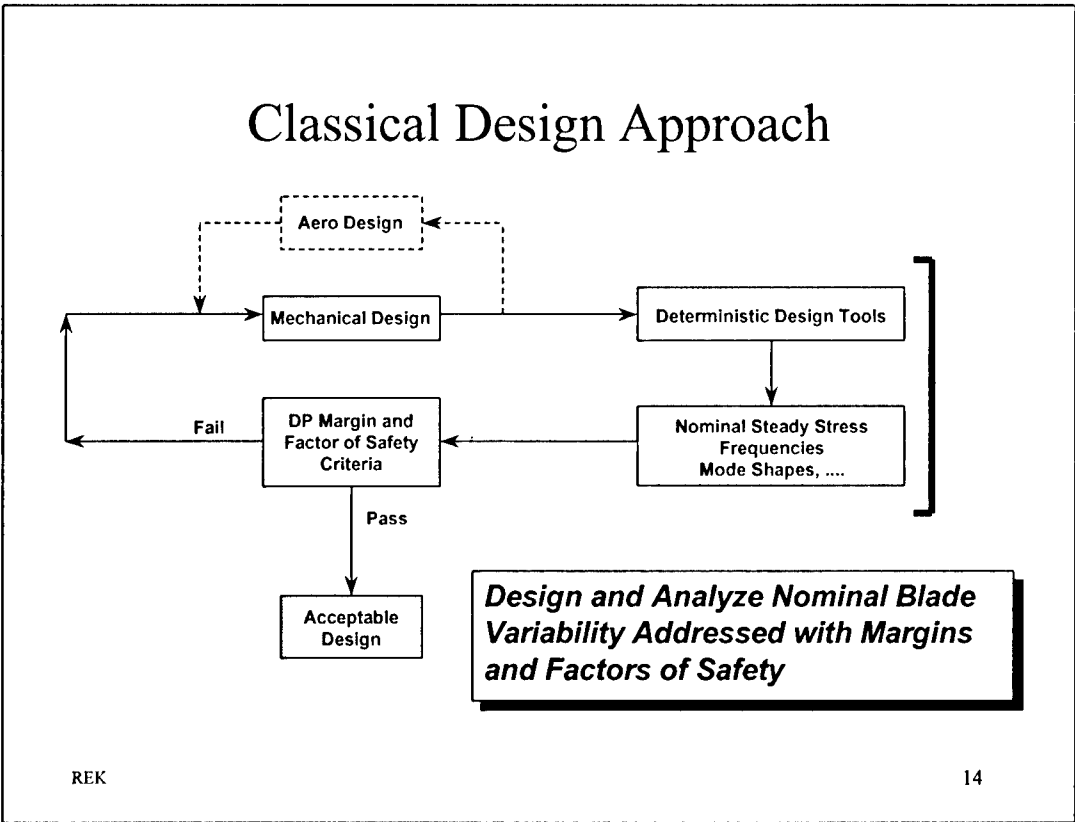 Classical Design Approach
Aero Design
Mechanical Design
Deterministic Design Tools
Nominal Steady Stress
Frequencies
Mode Shapes, ....
DP Margin and
Factor of Safety
Criteria
Fail
Pass
Acceptable
Design
Design and Analyze Nominal Blade
Variability Addressed with Margins
and Factors of Safety
REK
14